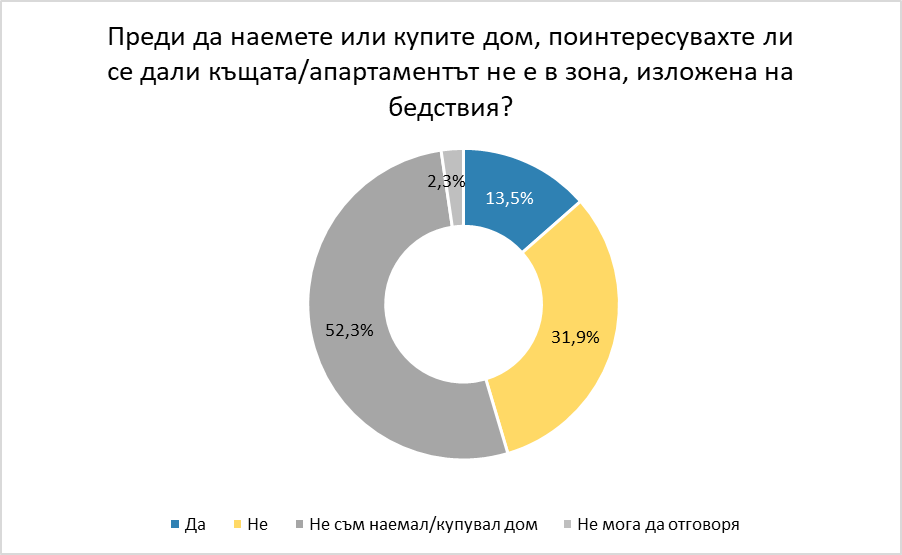 Преди да наемете или купите дом, поинтересувахте ли
се дали къщата/апартаментът не е в зона, изложена на
бедствия?
2,3%
13,5%
52,3%
31,9%
Да Не Не съм наемал/купувал дом Не мога да отговоря